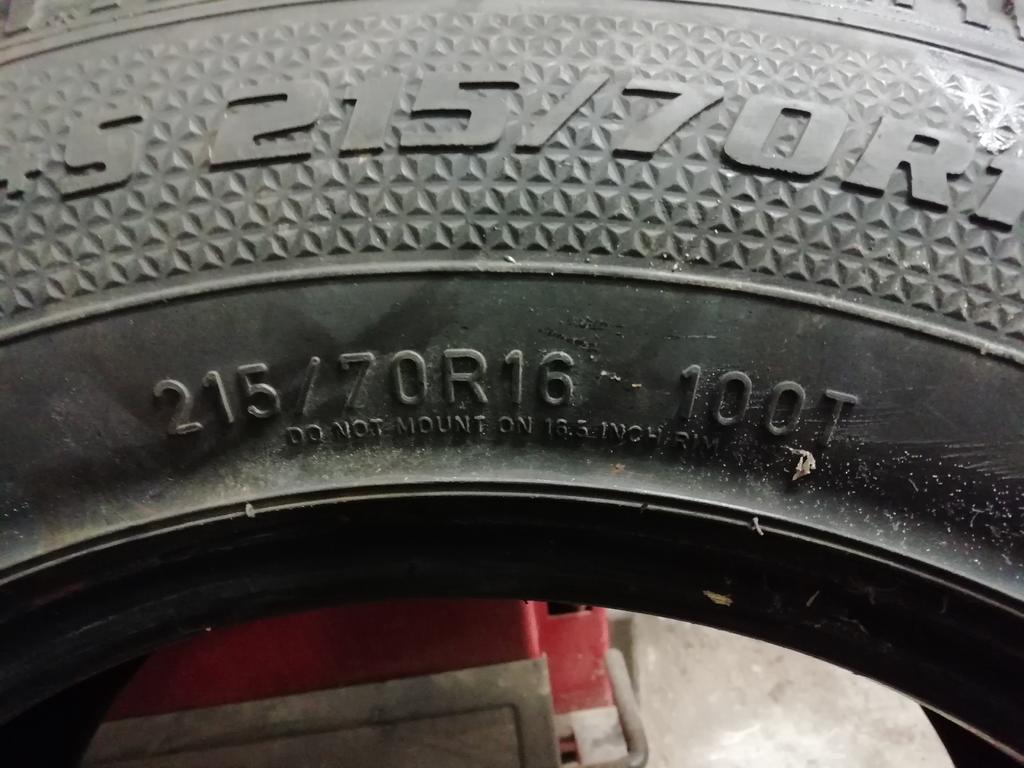 215/70R1
215/70R16 100T
DO NOT MOUNT ON 16.5 INCH RIM